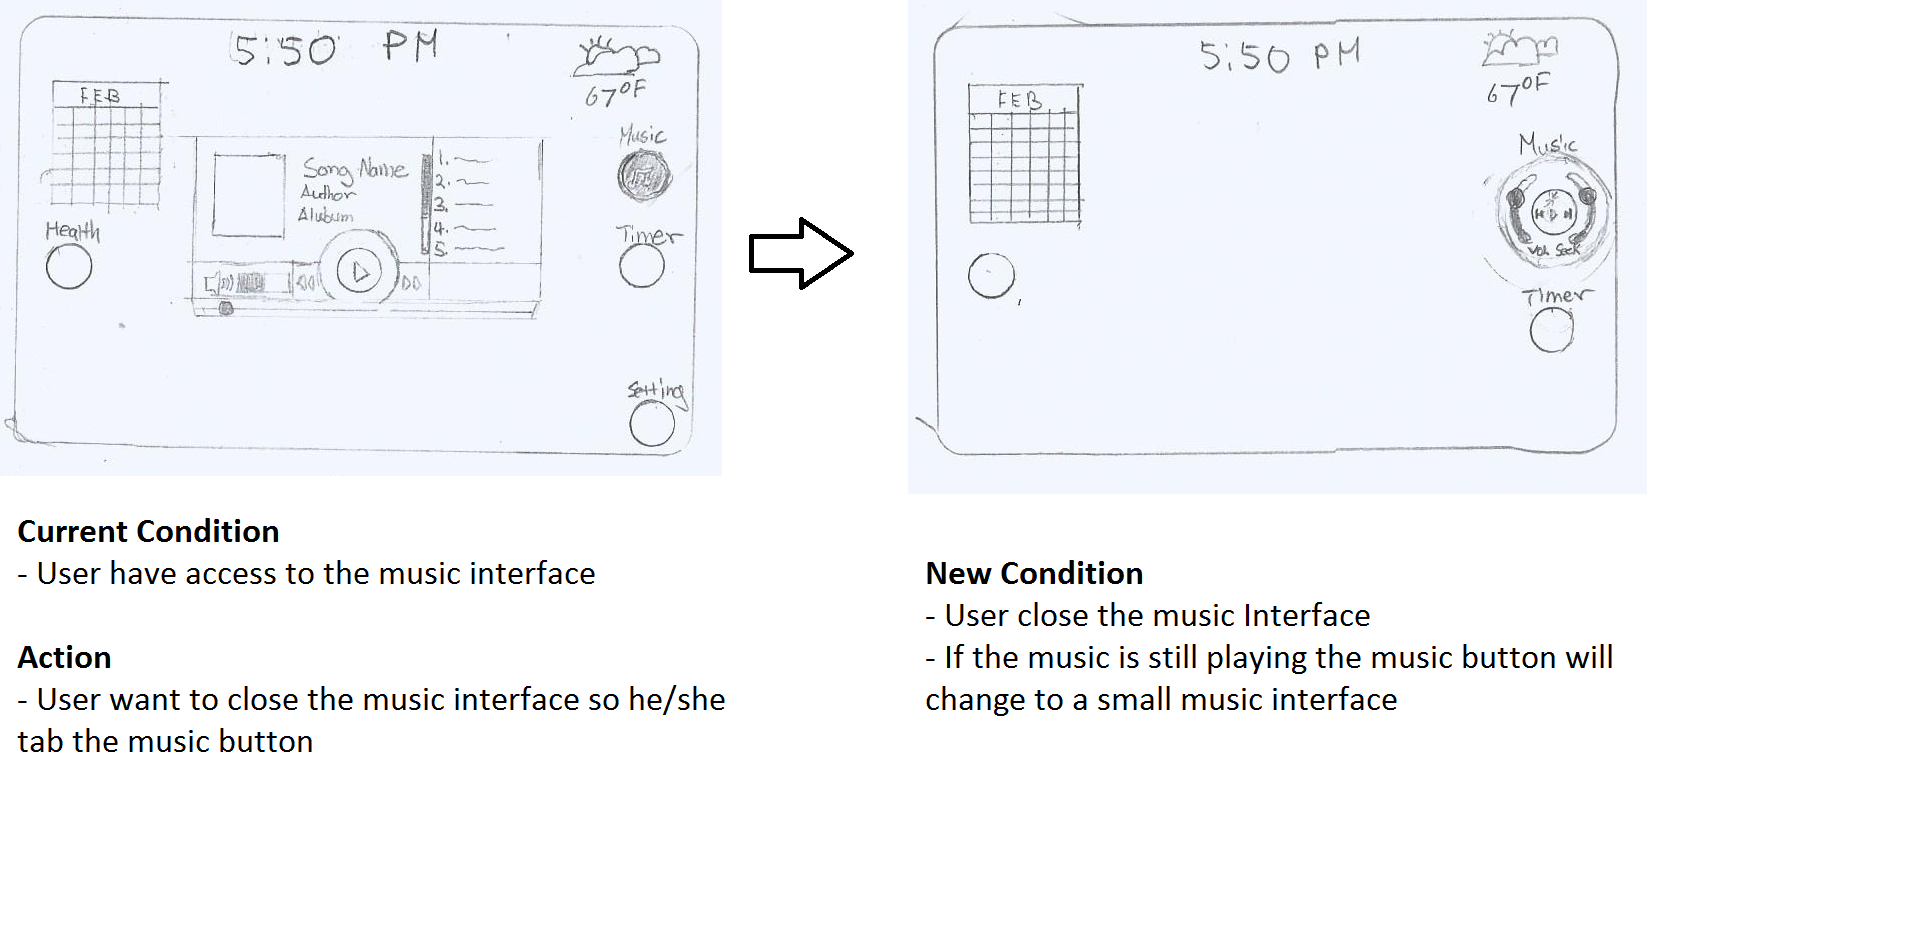 5:50 PM
67°F
FEB
Music
Song Name
Author
Alubum
1.
2.
3.
4.
5.
Health
Timer
Setting
5:50 PM
67°F
FEB
Music
Vol Seek
Timer
Current Condition
- User have access to the music interface
Action
- User want to close the music interface so he/she
tab the music button
New Condition
- User close the music Interface
- If the music is still playing the music button will
change to a small music interface